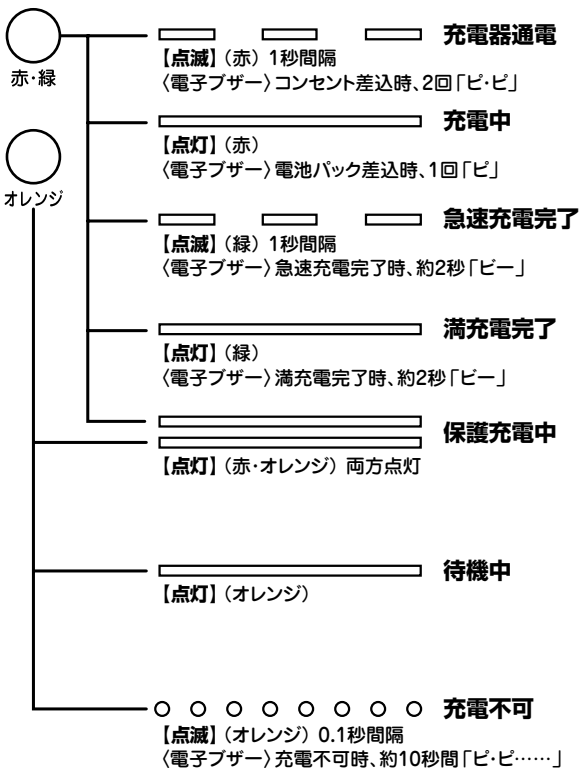 赤・緑
オレンジ
充電器通電
【点滅】（赤）1秒間隔
〈電子ブザー〉コンセント差込時、2回「ピ・ピ」
充電中
【点灯】（赤）
〈電子ブザー〉電池パック差込時、1回「ピ」
急速充電完了
【点滅】（緑）1秒間隔
〈電子ブザー〉急速充電完了時、約2秒「ビー」
満充電完了
【点灯】（緑）
〈電子ブザー〉満充電完了時、約2秒「ビー」
保護充電中
【点灯】（赤・オレンジ）両方点灯
待機中
【点灯】（オレンジ）
充電不可
【点滅】（オレンジ）0.1秒間隔
〈電子ブザー〉充電不可時、約10秒間「ピ・ピ……」